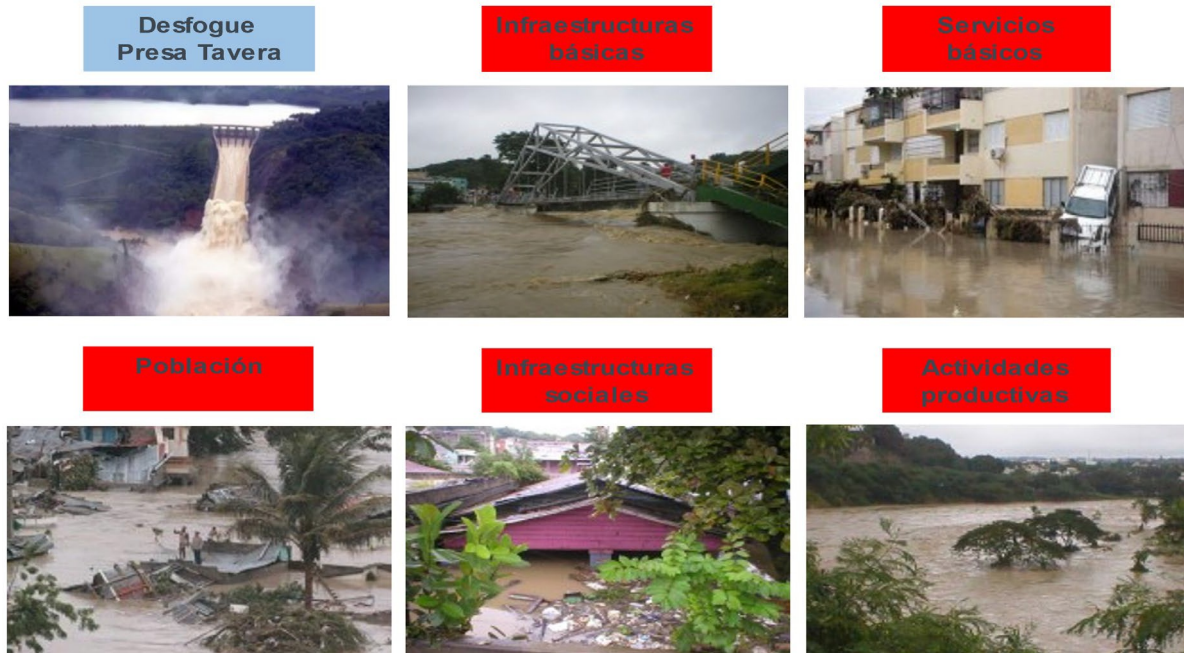 Desfogue
Presa Tavera
Infraestructuras
básicas
Servicios
básicos
Población
Infraestructuras
sociales
Actividades
productivas